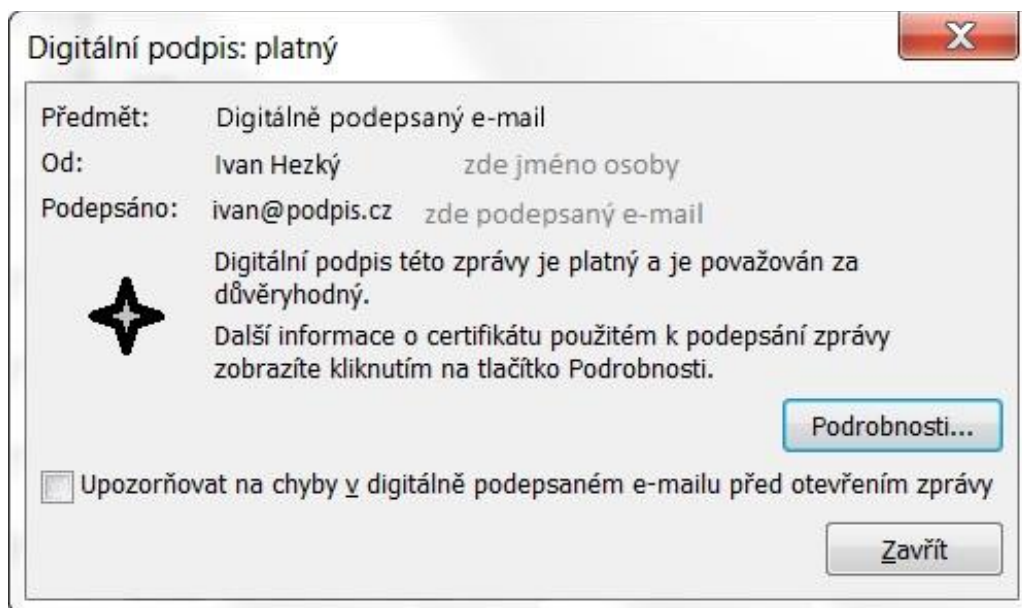 Digitální podpis: platný
Předmět: Digitálně podepsaný e-mail
Od: Ivan Hezký zde jméno osoby
Podepsáno: ivan@podpis.cz zde podepsaný e-mail
Digitální podpis této zprávy je platný a je považován za
důvěryhodný.
Další informace o certifikátu použitém k podepsání zprávy
zobrazíte kliknutím na tlačítko Podrobnosti.
Podrobnosti...
Upozorňovat na chyby v digitálně podepsaném e-mailu před otevřením zprávy
Zavřít